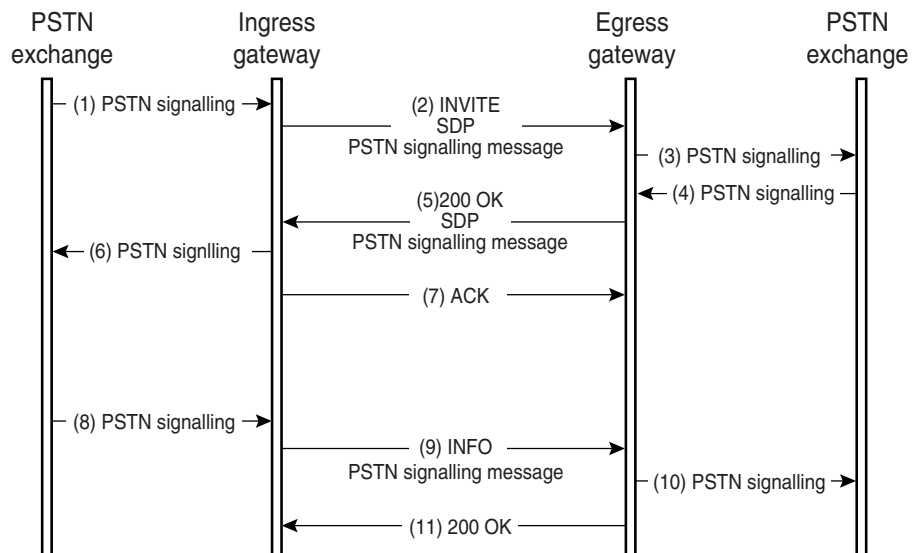 PSTN
exchange
Ingress
gateway
Egress
gateway
PSTN
exchange
(1) PSTN signalling
(2) INVITE
SDP
PSTN signalling message
(3) PSTN signalling
(4) PSTN signalling
(5)200 OK
SDP
PSTN signalling message
(6) PSTN signlling
(7) ACK
(8) PSTN signalling
(9) INFO
PSTN signalling message
(10) PSTN signalling
(11) 200 OK